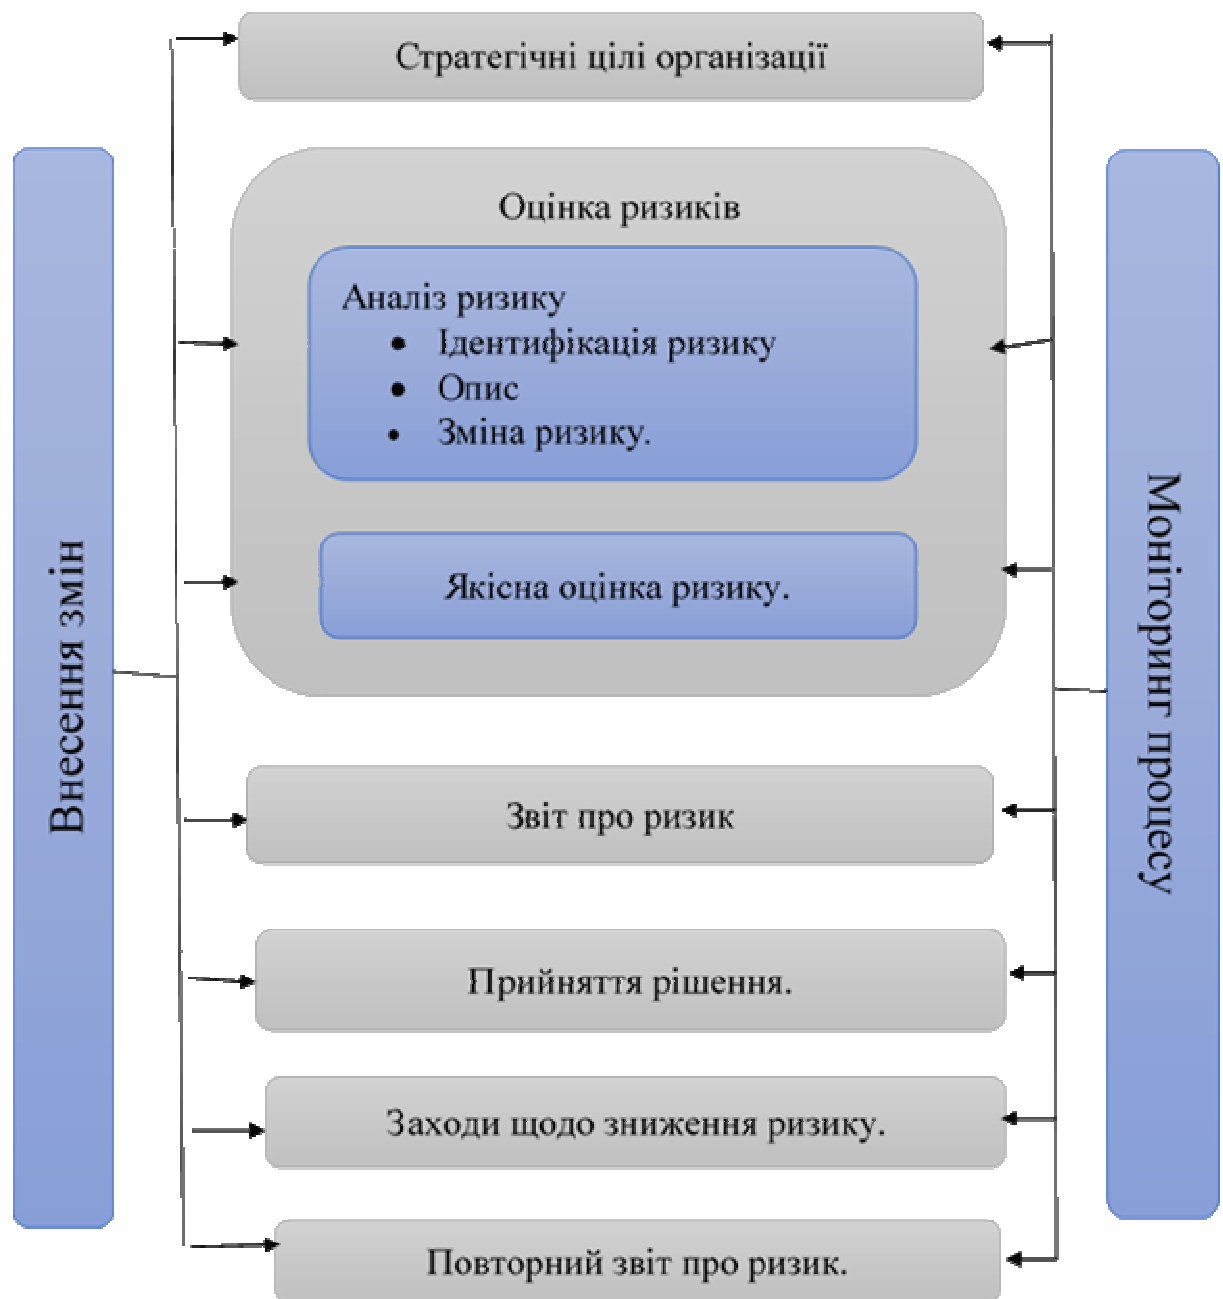 Стратегічні цілі організації
Оцінка ризиків
Аналіз ризику
• Ідентифікація ризику
• Опис
• Зміна ризику.
Якісна оцінка ризику.
Внесення змін
Моніторинг процесу
Звіт про ризик
Прийняття рішення.
Заходи щодо зниження ризику.
Повторний звіт про ризик.